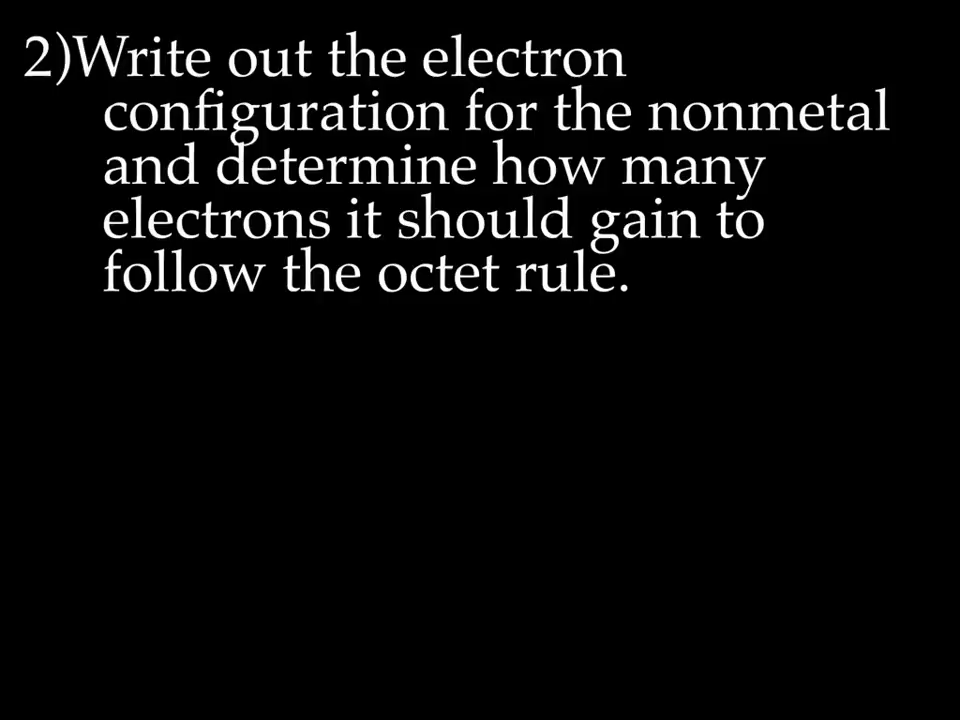 2)Write out the electron
configuration for the nonmetal
and determine how many
electrons it should gain to
follow the octet rule.